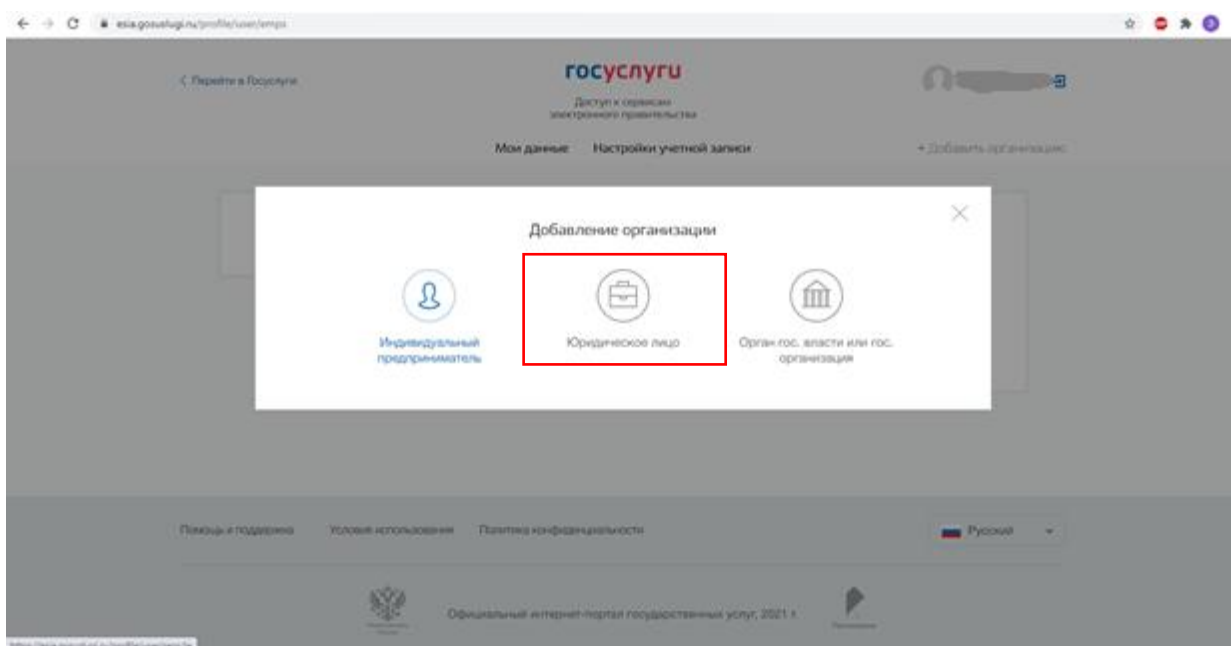 esia.gosuslugi.ru/profile/user/emps
Перейти в Госуслуги
госуслуги
Доступ к сервисам
электронного правительства
Мои данные Настройки учетной записи
+ Добавить организацию
Добавление организации
Индивидуальный
предприниматель
Юридическое лицо
Орган гос. власти или гос.
организация
Помощь и поддержка Условия использования Политика конфиденциальности
Русский
Официальный интернет-портал государственных услуг, 2021 г.